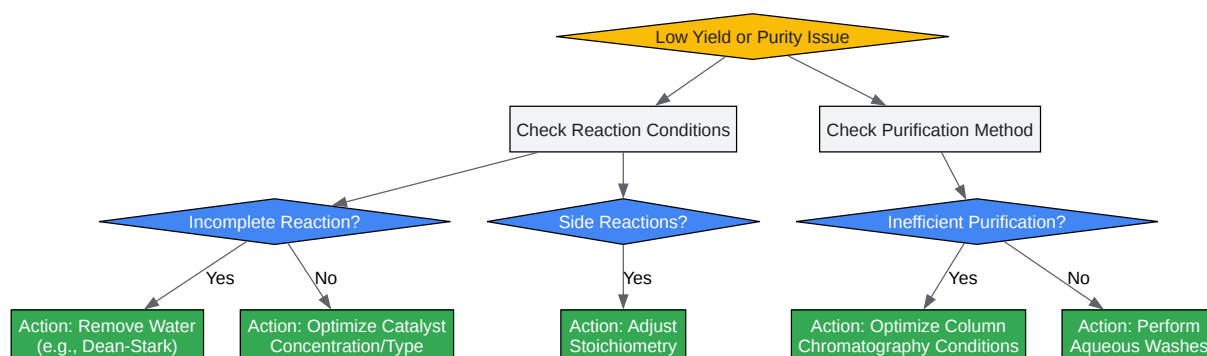 Low Yield or Purity Issue
Check Reaction Conditions
Check Purification Method
Incomplete Reaction?
Side Reactions?
Inefficient Purification?
Yes
No
Yes
Yes
No
Action: Remove Water
(e.g., Dean-Stark)
Action: Optimize Catalyst
Concentration/Type
Action: Adjust
Stoichiometry
Action: Optimize Column
Chromatography Conditions
Action: Perform
Aqueous Washes